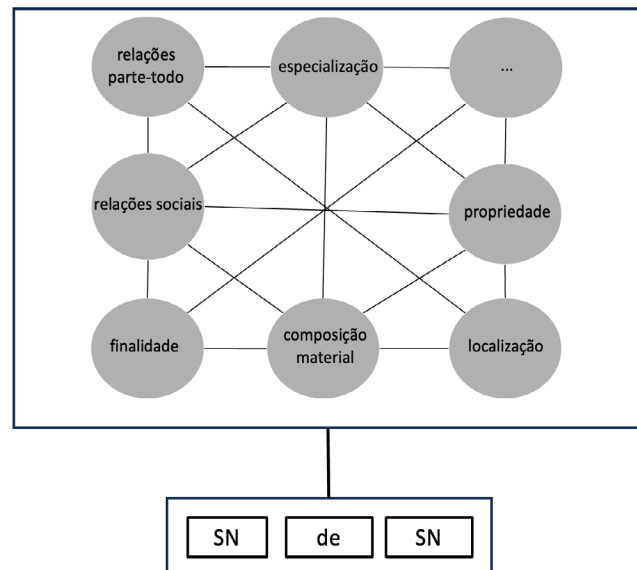 relações
parte-todo
especialização
...
relações sociais
propriedade
finalidade
composição
material
localização
SN
de
SN